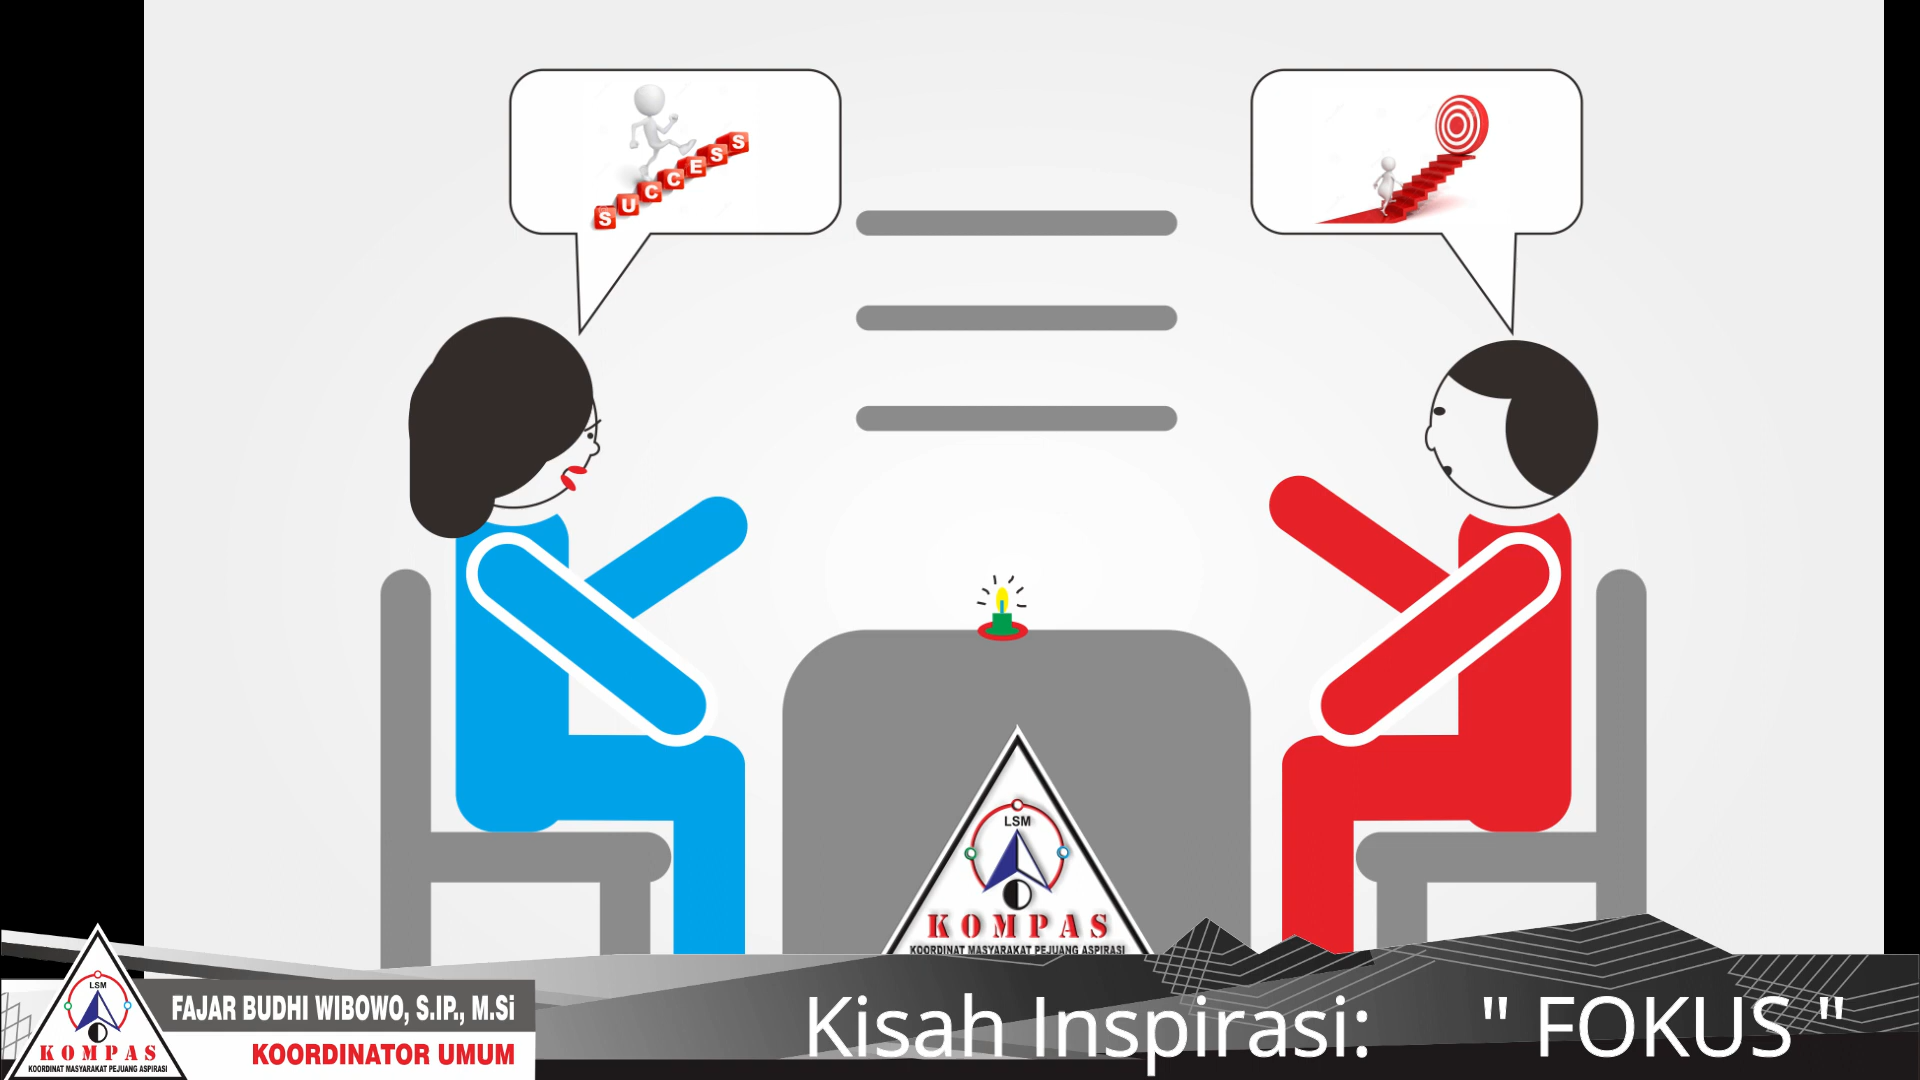 SUCCESS
LSM
KOMPAS
KOORDINAT MASYARAKAT PEJUANG ASPIRASI
LSM
KOMPAS
KOORDINAT MASYARAKAT PEJUANG ASPIRASI
FAJAR BUDHI WIBOWO, S.IP., M.Si
KOORDINATOR UMUM
Kisah Inspirasi: " FOKUS "